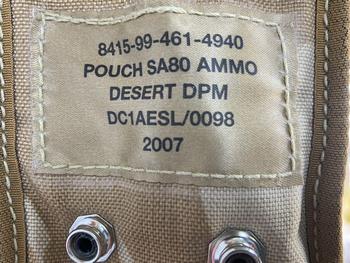 8415-99-461-4940
POUCH SA80 AMMO
DESERT DPM
DC1AESL/0098
2007